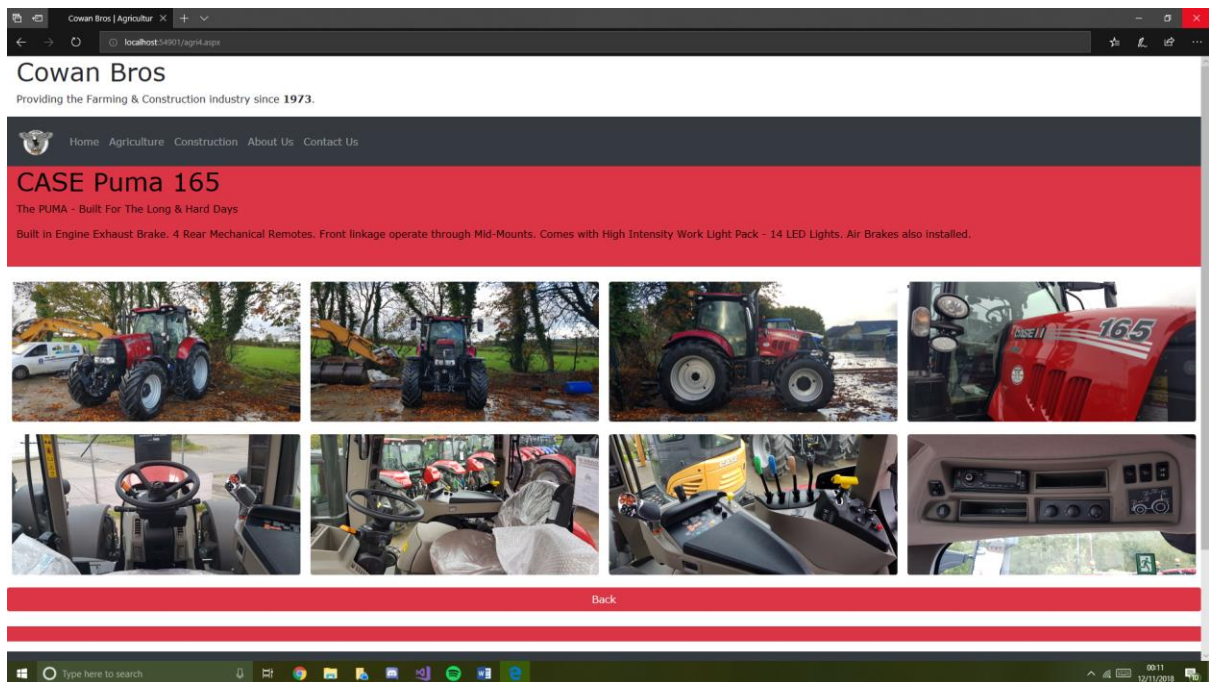 Cowan Bros | Agricultur
localhost:54901/agri4.aspx
Cowan Bros
Providing the Farming & Construction industry since 1973.
Home Agriculture Construction About Us Contact Us
CASE Puma 165
The PUMA - Built For The Long & Hard Days
Built in Engine Exhaust Brake. 4 Rear Mechanical Remotes. Front linkage operate through Mid-Mounts. Comes with High Intensity Work Light Pack - 14 LED Lights. Air Brakes also installed.
CASE IH
165
Back
Type here to search
00:11
12/11/2018